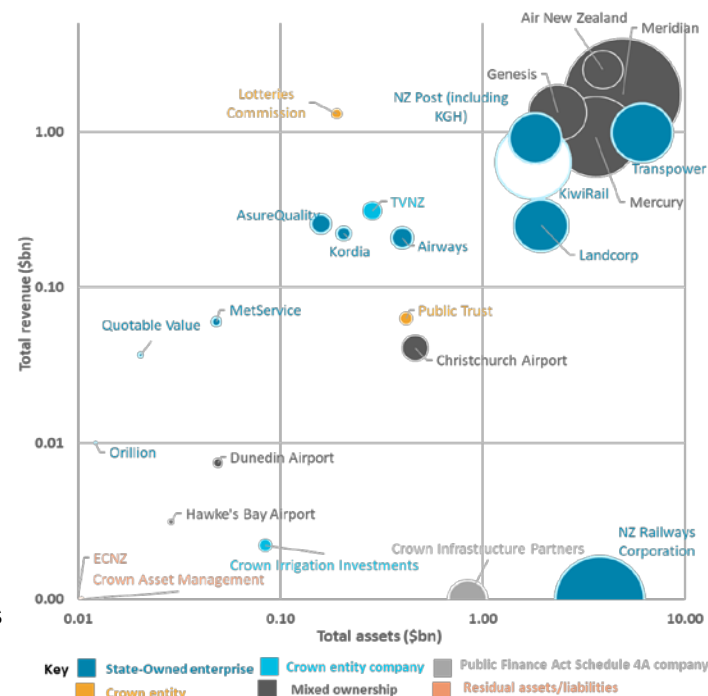 Air New Zealand
Meridian
Genesis
NZ Post (including
KGH)
Lotteries
Commission
1.00
Transpower
KiwiRail
Mercury
TVNZ
AsureQuality
Kordia
Airways
Landcorp
0.10
Total revenue ($bn)
MetService
Public Trust
Quotable Value
Christchurch Airport
0.01
Orillion
Dunedin Airport
Hawke's Bay Airport
NZ Railways
Corporation
Crown Infrastructure Partners
ECNZ
Crown Irrigation Investments
Crown Asset Management
0.00
s
0.01 0.10 1.00 10.00
Total assets ($bn)
Key State-Owned enterprise Crown entity company Public Finance Act Schedule 4A company
Crown entity Mixed ownership Residual assets/liabilities